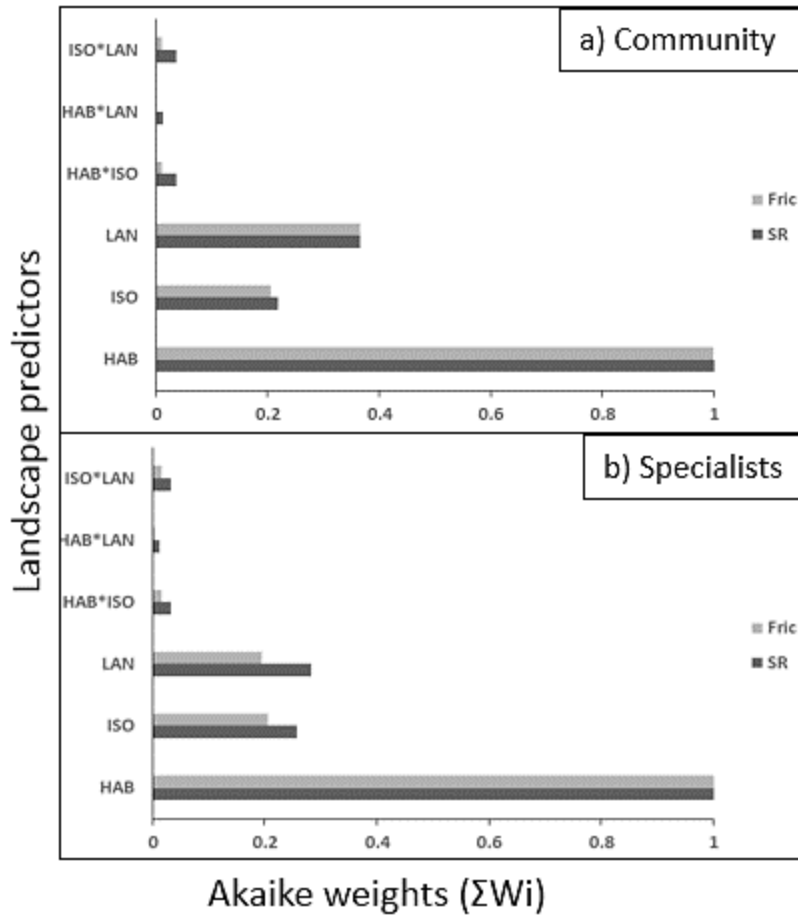 Landscape predictors
a) Community
ISO*LAN
HAB*LAN
HAB*ISO
LAN
ISO
HAB
0 0.2 0.4 0.6 0.8 1
Fric
SR
b) Specialists
ISO*LAN
HAB*LAN
HAB*ISO
LAN
ISO
HAB
0 0.2 0.4 0.6 0.8 1
Fric
SR
Akaike weights (ΣWi)